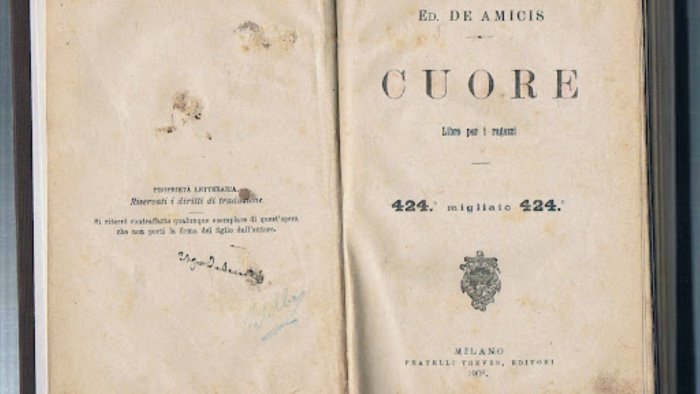 PROPRIETÀ LETTERARIA.
Riservati i diritti di traduzione.
Si riterrà contraffatto qualunque esemplare di quest'opera
che non porti la firma del figlio dell'autore.
ED. DE AMICIS
CUORE
Libro per i ragazzi
424.° migliaio 424.°
MILANO
FRATELLI TREVES, EDITORI
1908.